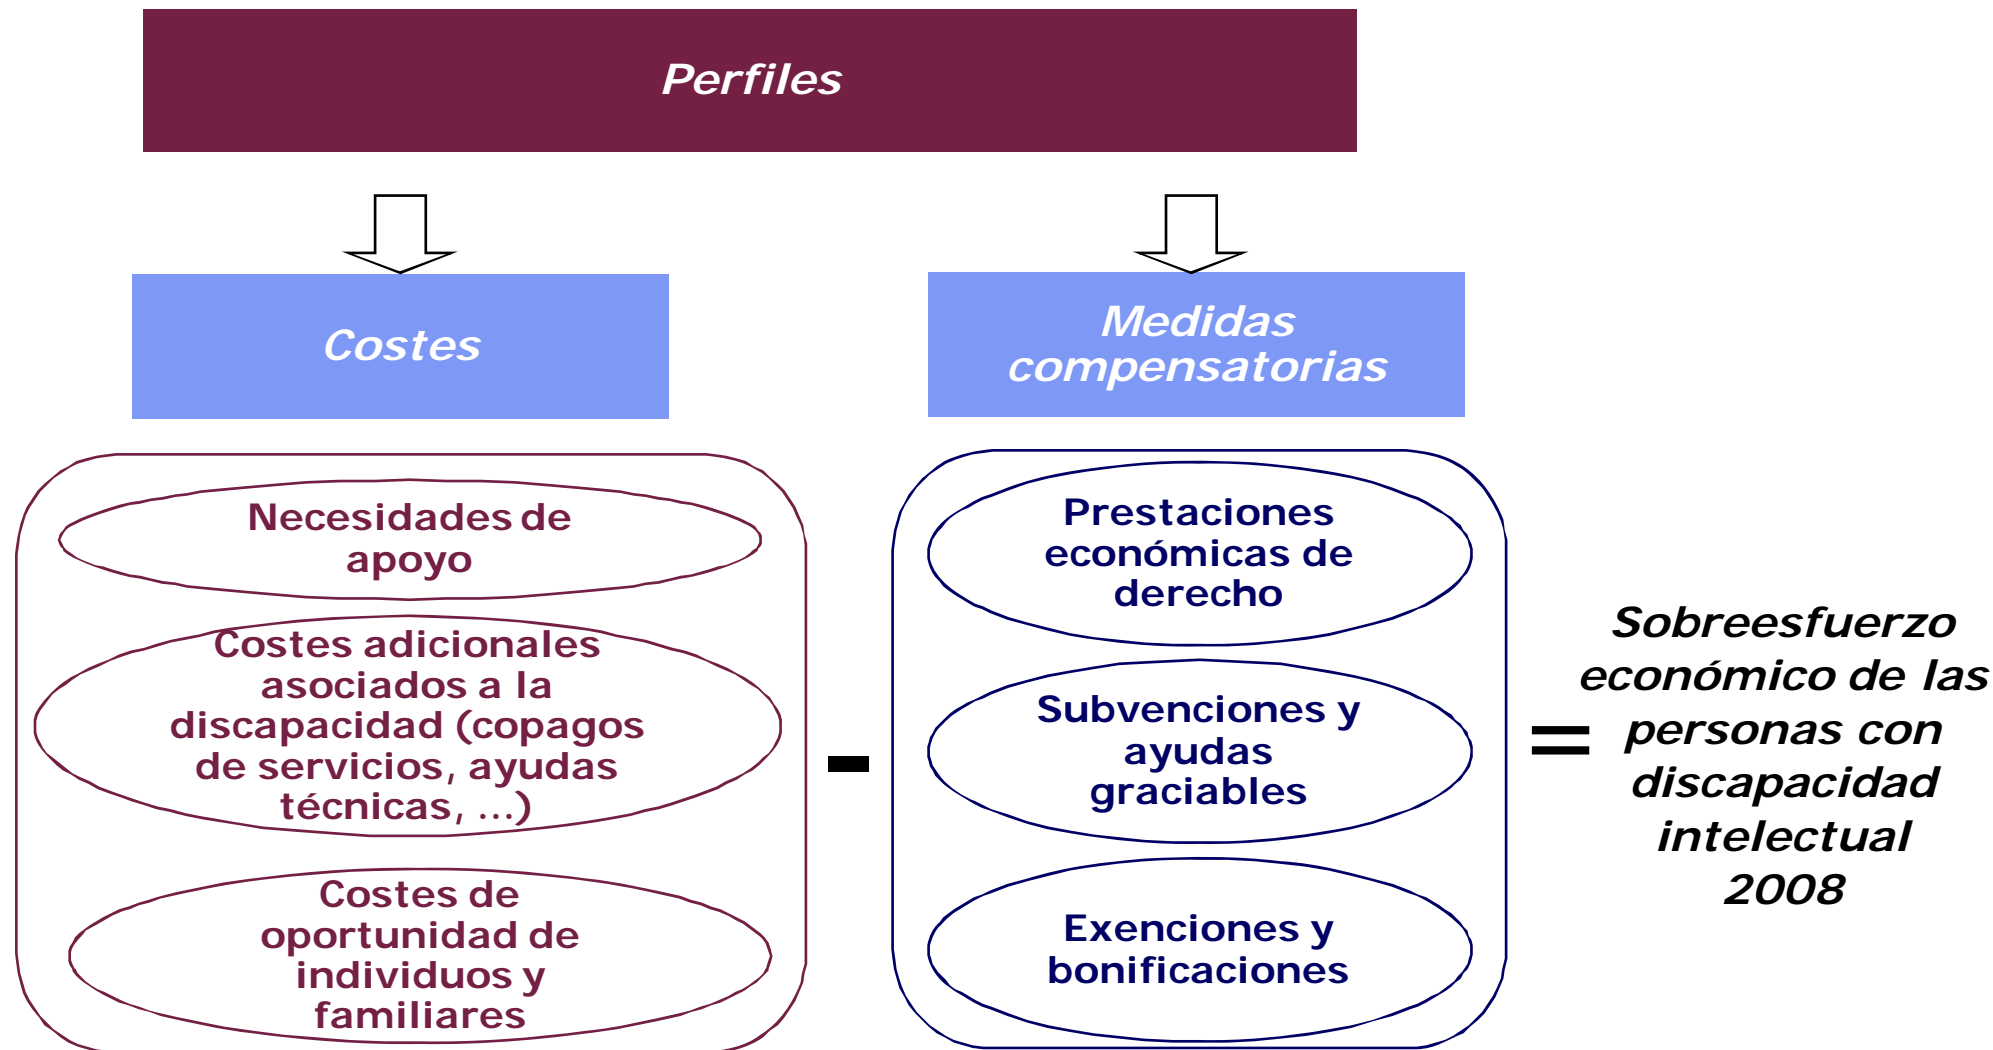 Perfiles
Costes
Medidas
compensatorias
Necesidades de
apoyo
Costes adicionales
asociados a la
discapacidad (copagos
de servicios, ayudas
técnicas, ...)
Costes de
oportunidad de
individuos y
familiares
-
Prestaciones
económicas de
derecho
Subvenciones y
ayudas
graciables
Exenciones y
bonificaciones
=
Sobreesfuerzo
económico de las
personas con
discapacidad
intelectual
2008